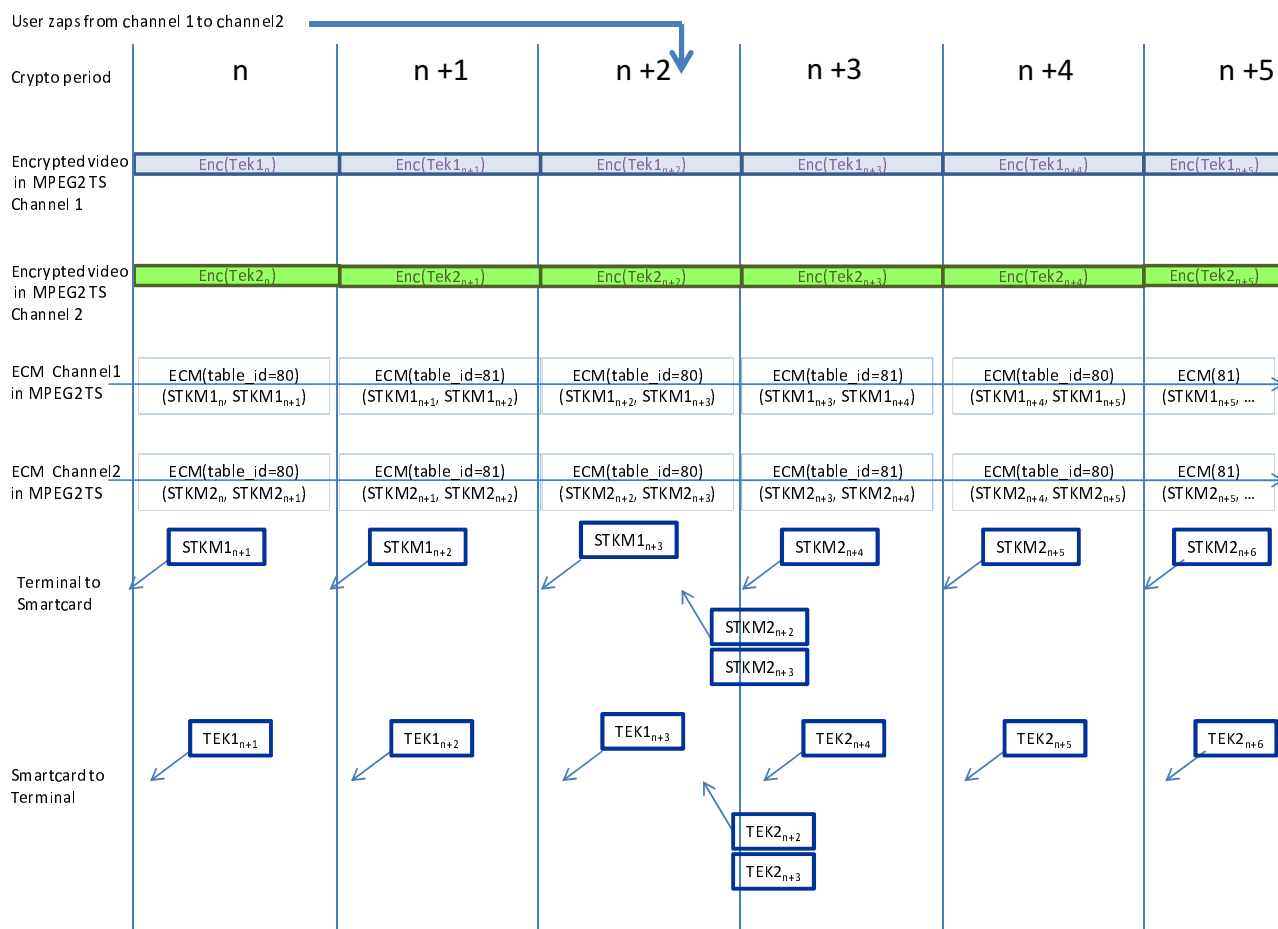 User zaps from channel 1 to channel2
Crypto period
n
n +1
n +2
n +3
n +4
n +5
Encrypted video
in MPEG2 TS
Channel 1
Enc(Tek1n)
Enc(Tek1n+1)
Enc(Tek1n+2)
Enc(Tek1n+3)
Enc(Tek1n+4)
Enc(Tek1n+5)
Encrypted video
in MPEG2 TS
Channel 2
Enc(Tek2n)
Enc(Tek2n+1)
Enc(Tek2n+2)
Enc(Tek2n+3)
Enc(Tek2n+4)
Enc(Tek2n+5)
ECM Channel1
in MPEG2TS
ECM(table_id=80)
(STKM1n, STKM1n+1)
ECM(table_id=81)
(STKM1n+1, STKM1n+2)
ECM(table_id=80)
(STKM1n+2, STKM1n+3)
ECM(table_id=81)
(STKM1n+3, STKM1n+4)
ECM(table_id=80)
(STKM1n+4, STKM1n+5)
ECM(81)
(STKM1n+5, ...
ECM Channel2
in MPEG2TS
ECM(table_id=80)
(STKM2n, STKM2n+1)
ECM(table_id=81)
(STKM2n+1, STKM2n+2)
ECM(table_id=80)
(STKM2n+2, STKM2n+3)
ECM(table_id=81)
(STKM2n+3, STKM2n+4)
ECM(table_id=80)
(STKM2n+4, STKM2n+5)
ECM(81)
(STKM2n+5, ...
Terminal to
Smartcard
STKM1n+1
STKM1n+2
STKM1n+3
STKM2n+4
STKM2n+5
STKM2n+6
STKM2n+2
STKM2n+3
Smartcard to
Terminal
TEK1n+1
TEK1n+2
TEK1n+3
TEK2n+4
TEK2n+5
TEK2n+6
TEK2n+2
TEK2n+3